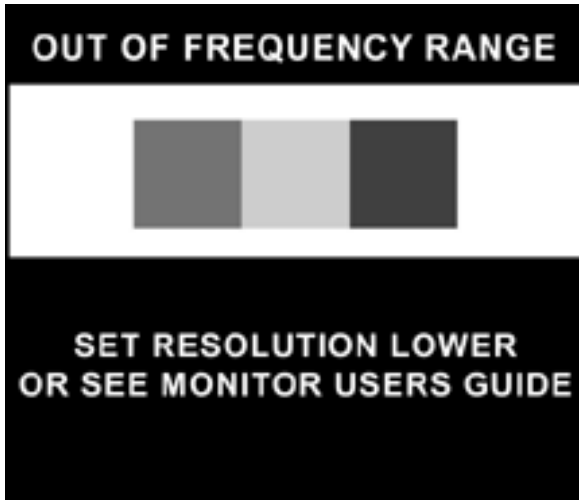 OUT OF FREQUENCY RANGE
SET RESOLUTION LOWER
OR SEE MONITOR USERS GUIDE